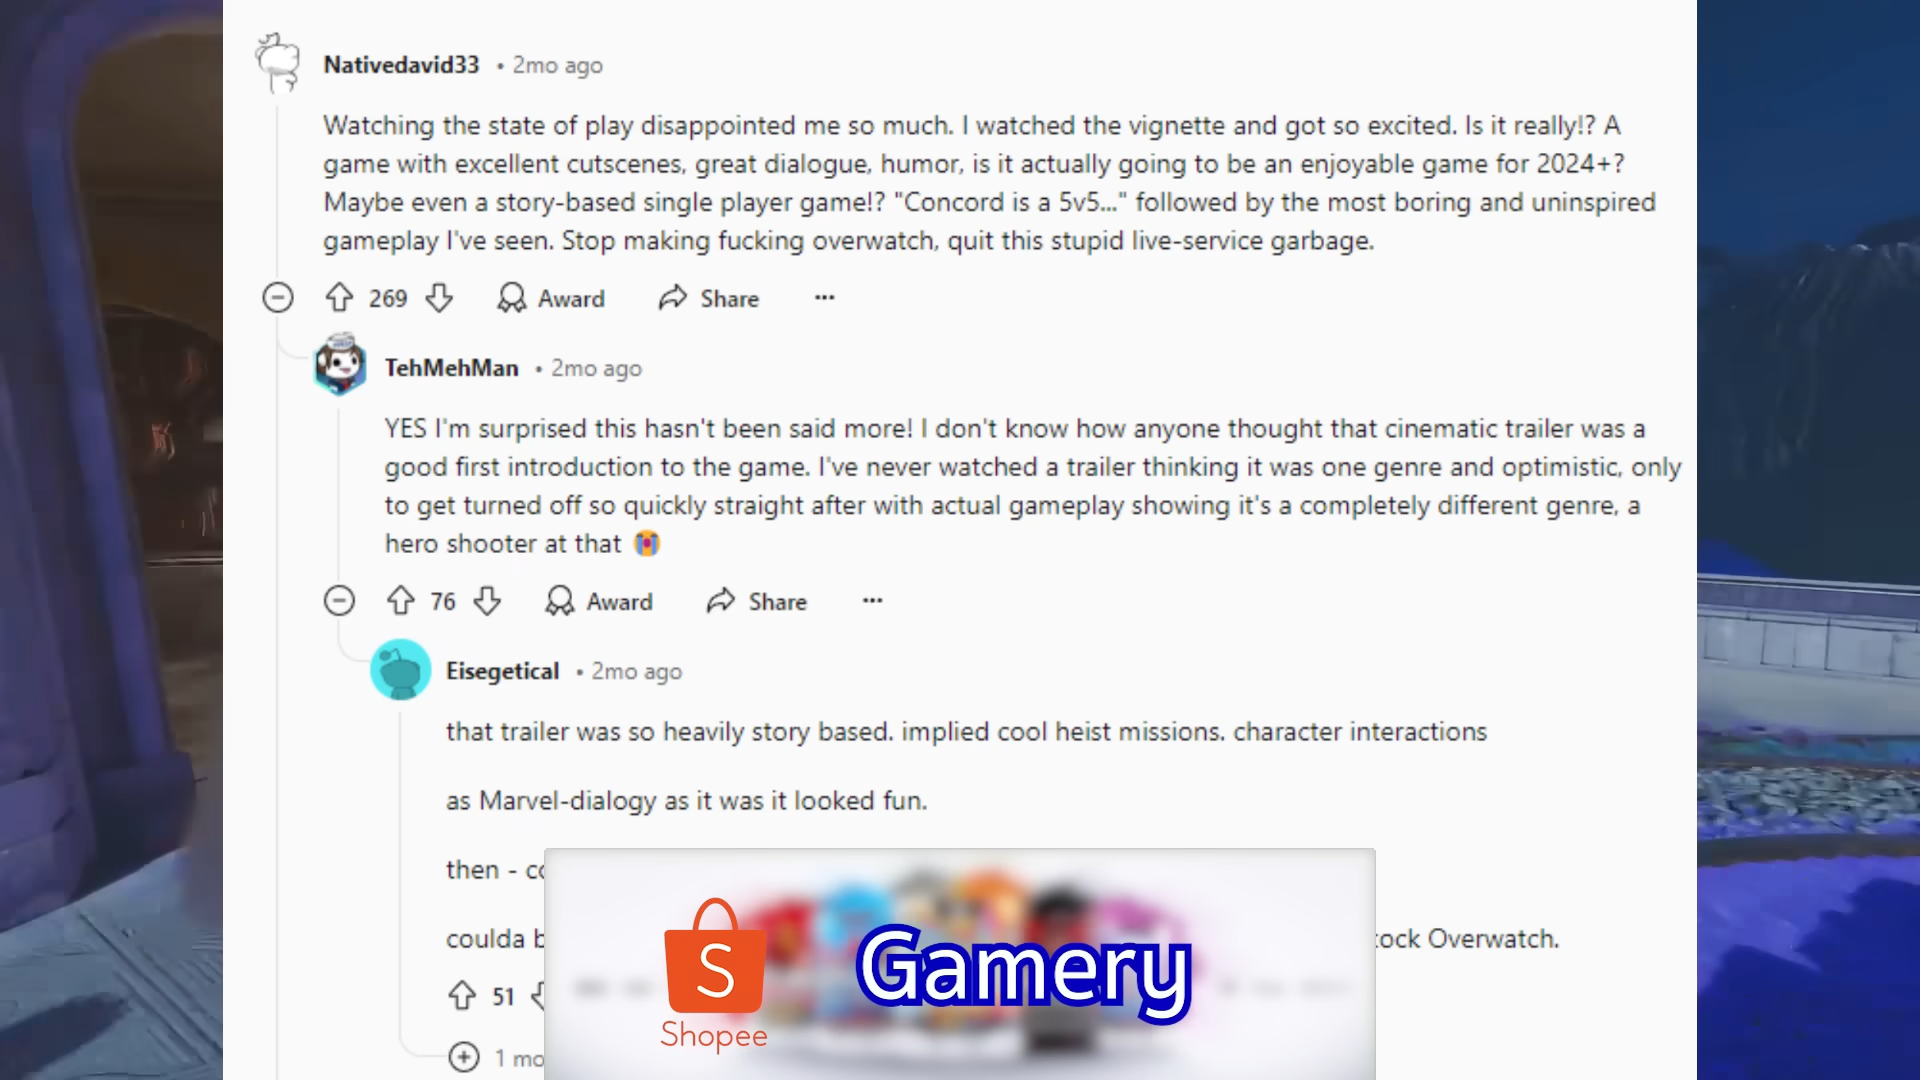 Nativedavid33 • 2mo ago
Watching the state of play disappointed me so much. I watched the vignette and got so excited. Is it really!? A
game with excellent cutscenes, great dialogue, humor, is it actually going to be an enjoyable game for 2024+?
Maybe even a story-based single player game!? "Concord is a 5v5..." followed by the most boring and uninspired
gameplay I've seen. Stop making fucking overwatch, quit this stupid live-service garbage.
269 Award Share ...
TehMehMan • 2mo ago
YES I'm surprised this hasn't been said more! I don't know how anyone thought that cinematic trailer was a
good first introduction to the game. I've never watched a trailer thinking it was one genre and optimistic, only
to get turned off so quickly straight after with actual gameplay showing it's a completely different genre, a
hero shooter at that 😭
76 Award Share ...
Eisegetical • 2mo ago
that trailer was so heavily story based. implied cool heist missions. character interactions
as Marvel-dialogy as it was it looked fun.
then -
coulda
Overwatch.
51
1
S
Shopee
Gamery